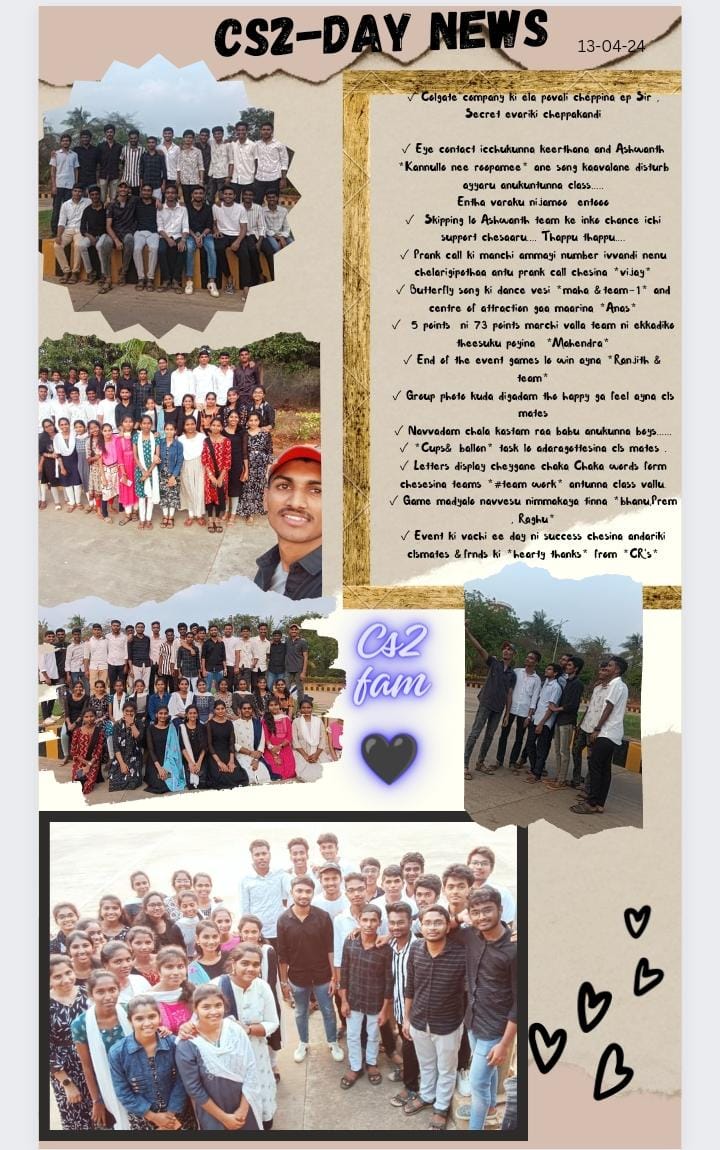 CS2-DAY NEWS
13-04-24
✓ Colgate company ki ela povali cheppina ep Sir ,
Secret evariki cheppakandi
✓ Eye contact icchukunna keerthana and Ashwanth
"Kannullo nee roopamee" ane song kaavalane disturb
ayyaru anukuntunna class.....
Entha varaku nijamoo entooo
✓ Skipping lo Ashwanth team ke inko chance ichi
support chesaaru.... Thappu thappu....
✓ Prank call ki manchi ammayi number ivvandi nenu
chelarigipothaa antu prank call chesina *vijay*
✓ Butterfly song ki dance vesi *maha & team-1* and
centre of attraction gaa maarina *Anas*
✓ 5 points ni 73 points marchi valla team ni ekkadiko
theesuku poyina *Mahendra*
✓ End of the event games lo win ayna *Ranjith &
team*
✓ Group photo kuda digadam tho happy ga feel ayna cls
mates
✓ Navvadam chala kastam raa babu anukunna boys......
✓ *Cups& ballon* task lo adaragottesina cls mates .
✓ Letters display cheygane chaka Chaka words form
chesesina teams *#team work* antunna class vallu.
✓ Game madyalo navvesu nimmakaya tinna *bhanu,Prem
, Raghu*
✓ Event ki vachi ee day ni success chesina andariki
clsmates & frnds ki *hearty thanks* from *CR's*
Cs2
fam